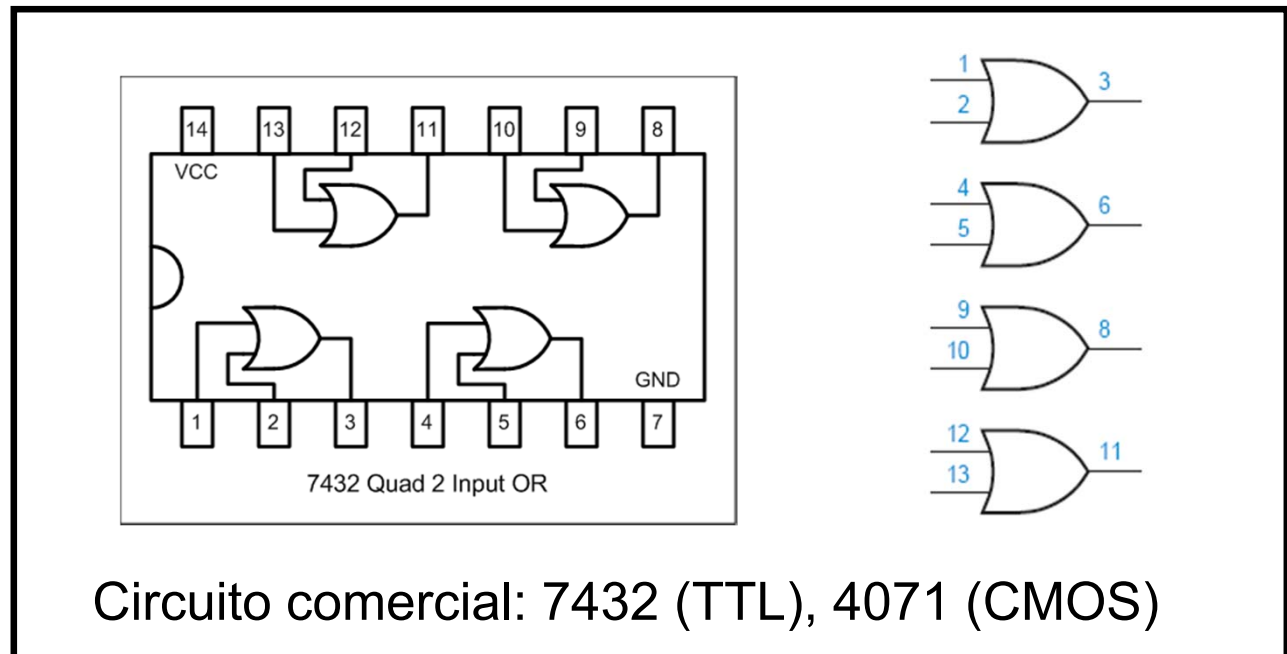 14 13 12 11 10 9 8
VCC
GND
1 2 3 4 5 6 7
7432 Quad 2 Input OR
1
2
3
4
5
6
9
10
8
12
13
11
Circuito comercial: 7432 (TTL), 4071 (CMOS)